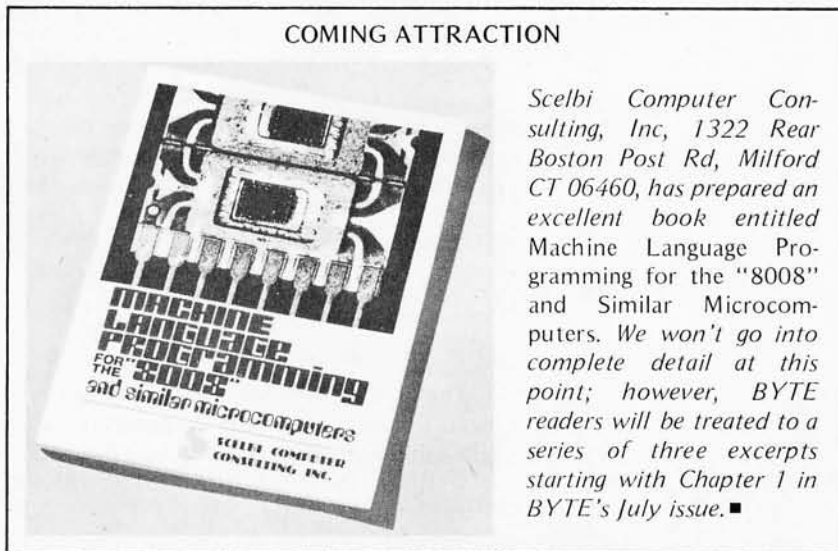 COMING ATTRACTION
MACHINE
LANGUAGE
PROGRAMMING
FOR THE "8008"
and similar microcomputers
SCELBI COMPUTER
CONSULTING INC.
Scelbi Computer Con-
sulting, Inc, 1322 Rear
Boston Post Rd, Milford
CT 06460, has prepared an
excellent book entitled
Machine Language Pro-
gramming for the "8008"
and Similar Microcom-
puters. We won't go into
complete detail at this
point; however, BYTE
readers will be treated to a
series of three excerpts
starting with Chapter 1 in
BYTE's July issue.■